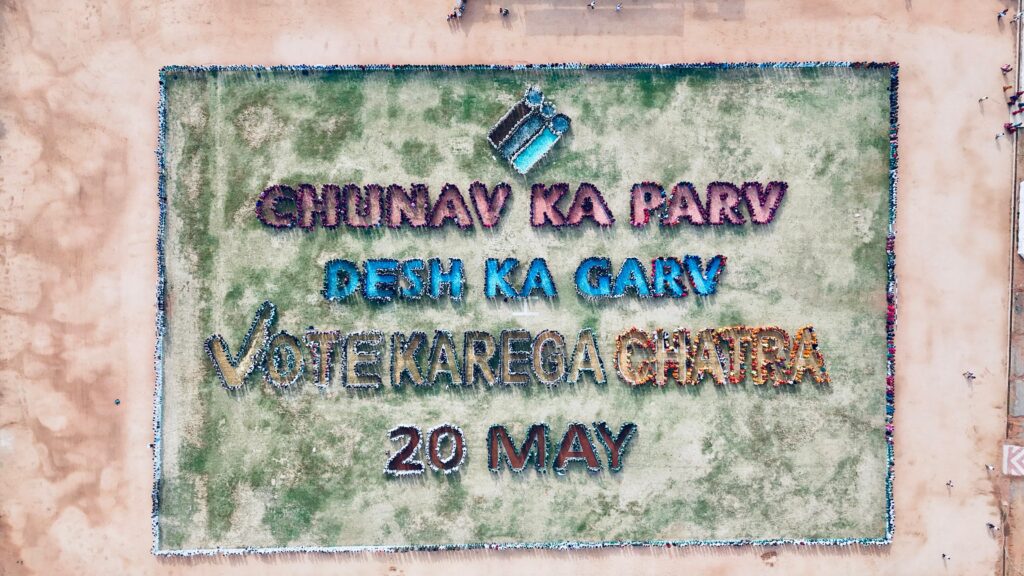 CHUNAV KA PARV
DESH KA GARV
VOTE KAREGA CHATRA
20 MAY